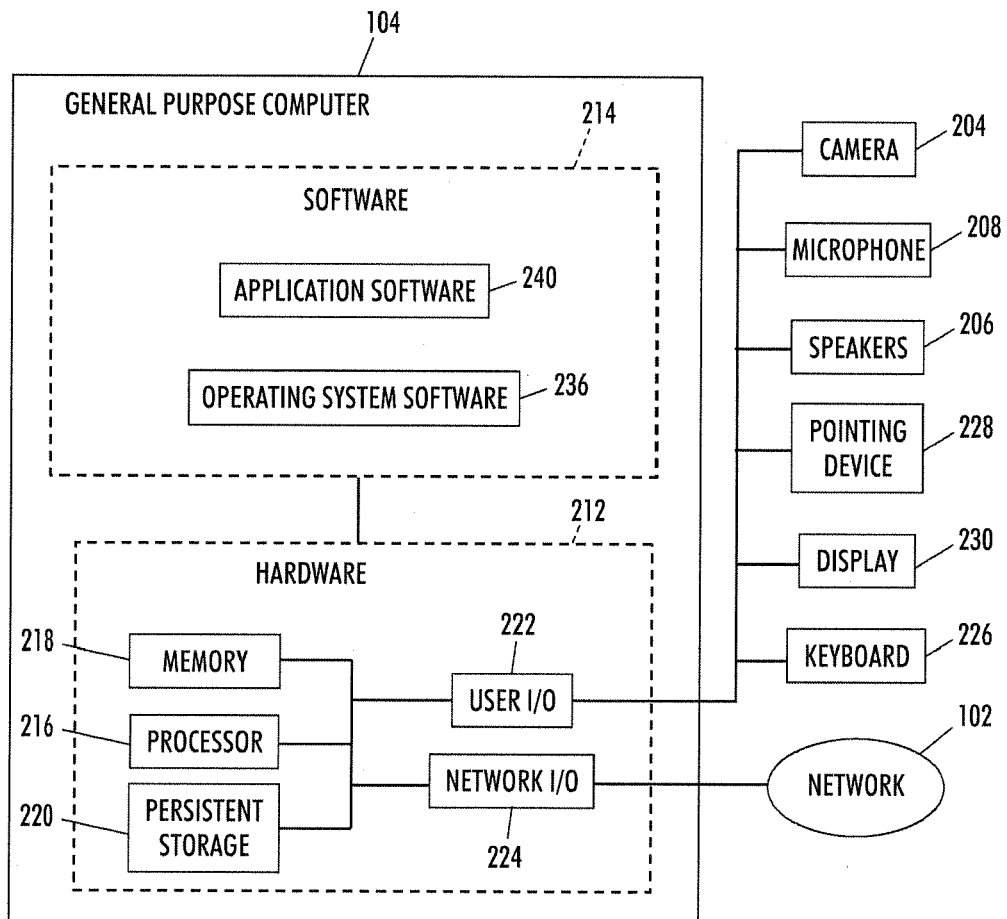 104
GENERAL PURPOSE COMPUTER
214
SOFTWARE
APPLICATION SOFTWARE
240
OPERATING SYSTEM SOFTWARE
236
212
HARDWARE
218
MEMORY
216
PROCESSOR
220
PERSISTENT
STORAGE
222
USER I/O
NETWORK I/O
224
CAMERA
204
MICROPHONE
208
SPEAKERS
206
POINTING
DEVICE
228
DISPLAY
230
KEYBOARD
226
102
NETWORK